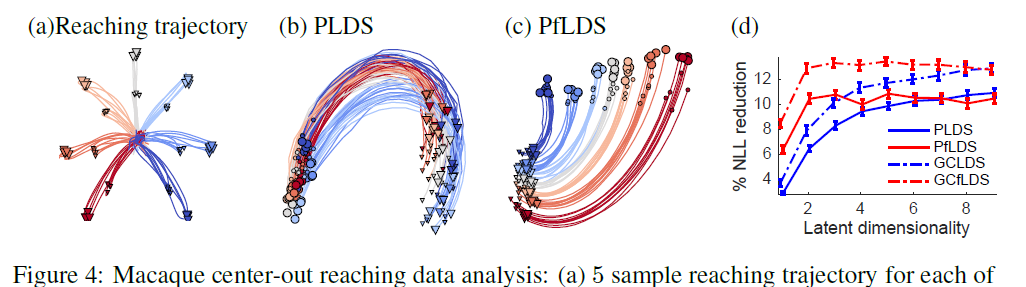 (a)Reaching trajectory (b) PLDS (c) PfLDS (d)
% NLL reduction
12
10
8
6
4
PLDS
PfLDS
GCLDS
GCfLDS
2 4 6 8
Latent dimensionality
Figure 4: Macaque center-out reaching data analysis: (a) 5 sample reaching trajectory for each of